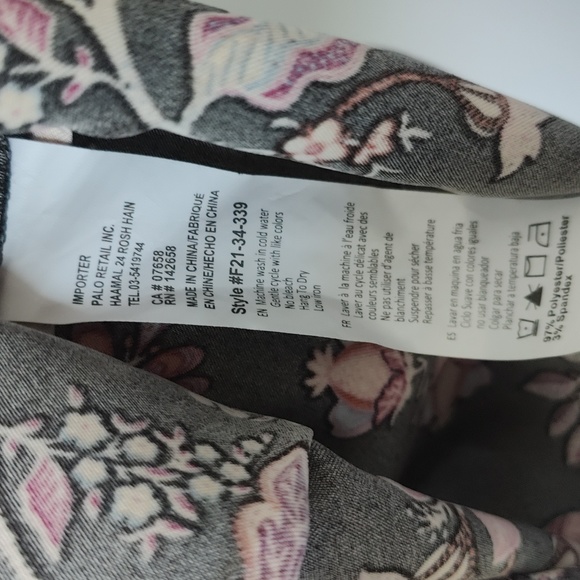 IMPORTER
PALO RETAIL INC.
HAAMAL 24 ROSH HAIN
TEL03-5419744
CA# 07658
RN# 142658
MADE IN CHINA/FABRIQUÉ
EN CHINE/HECHO EN CHINA
Style#F21-34-339
EN Machine wash in cold water
Gentle cycle with like colors
No bleach
Hang To Dry
Low iron
FR Laver à la machine à l'eau froide
Laver au cycle délicat avec des
couleurs semblables
Ne pas utiliser d'agent de
blanchiment
Suspendre pour sécher
Repasser à basse température
ES Lavar en maquina en agua fria
Ciclo Suave con colores iguales
no usar blanqueador
Colgar para secar
Planchar a temperatura baja
97% Polyester/Pliester
3% Spandex